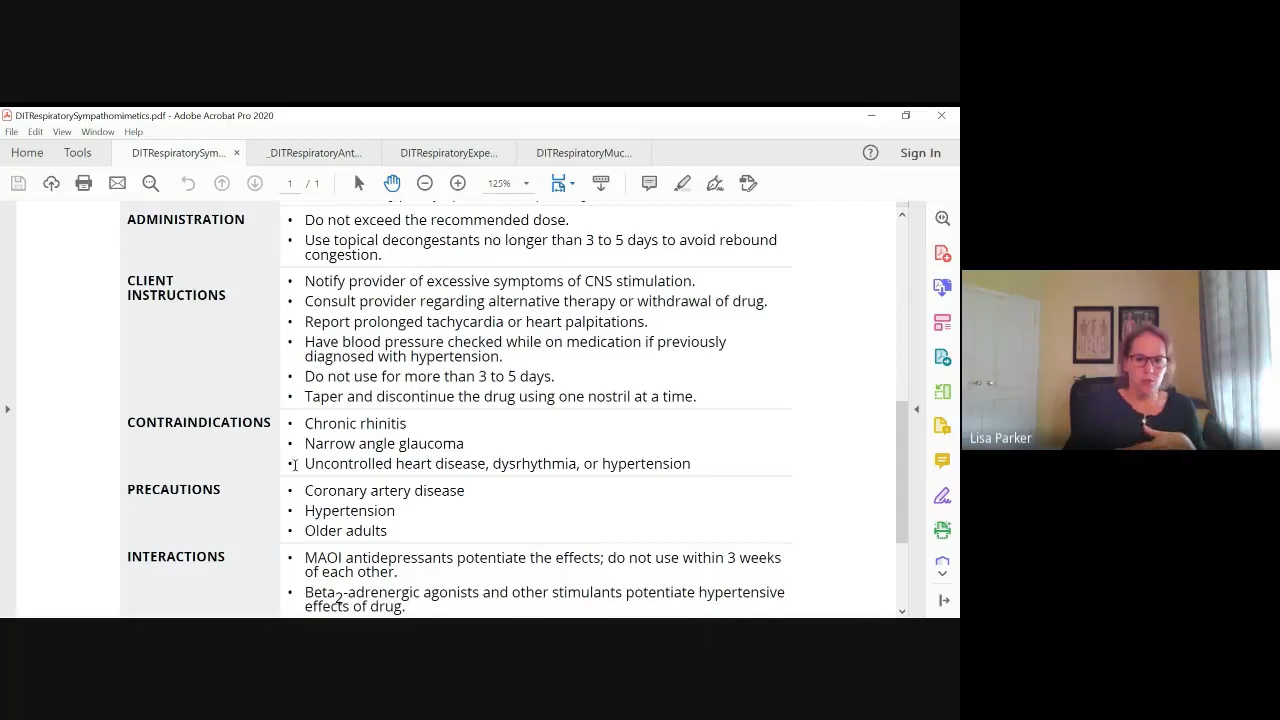 DITRespiratorySympathomimetics.pdf - Adobe Acrobat Pro 2020
File Edit View Window Help
Home Tools DITRespiratorySym... × _DITRespiratoryAnt... DITRespiratoryExpe... DITRespiratoryMuc... Sign In
1 / 1 125%
ADMINISTRATION
• Do not exceed the recommended dose.
• Use topical decongestants no longer than 3 to 5 days to avoid rebound
congestion.
CLIENT
INSTRUCTIONS
• Notify provider of excessive symptoms of CNS stimulation.
• Consult provider regarding alternative therapy or withdrawal of drug.
• Report prolonged tachycardia or heart palpitations.
• Have blood pressure checked while on medication if previously
diagnosed with hypertension.
• Do not use for more than 3 to 5 days.
• Taper and discontinue the drug using one nostril at a time.
CONTRAINDICATIONS
• Chronic rhinitis
• Narrow angle glaucoma
• Uncontrolled heart disease, dysrhythmia, or hypertension
PRECAUTIONS
• Coronary artery disease
• Hypertension
• Older adults
INTERACTIONS
• MAOI antidepressants potentiate the effects; do not use within 3 weeks
of each other.
• Beta2-adrenergic agonists and other stimulants potentiate hypertensive
effects of drug.
Lisa Parker